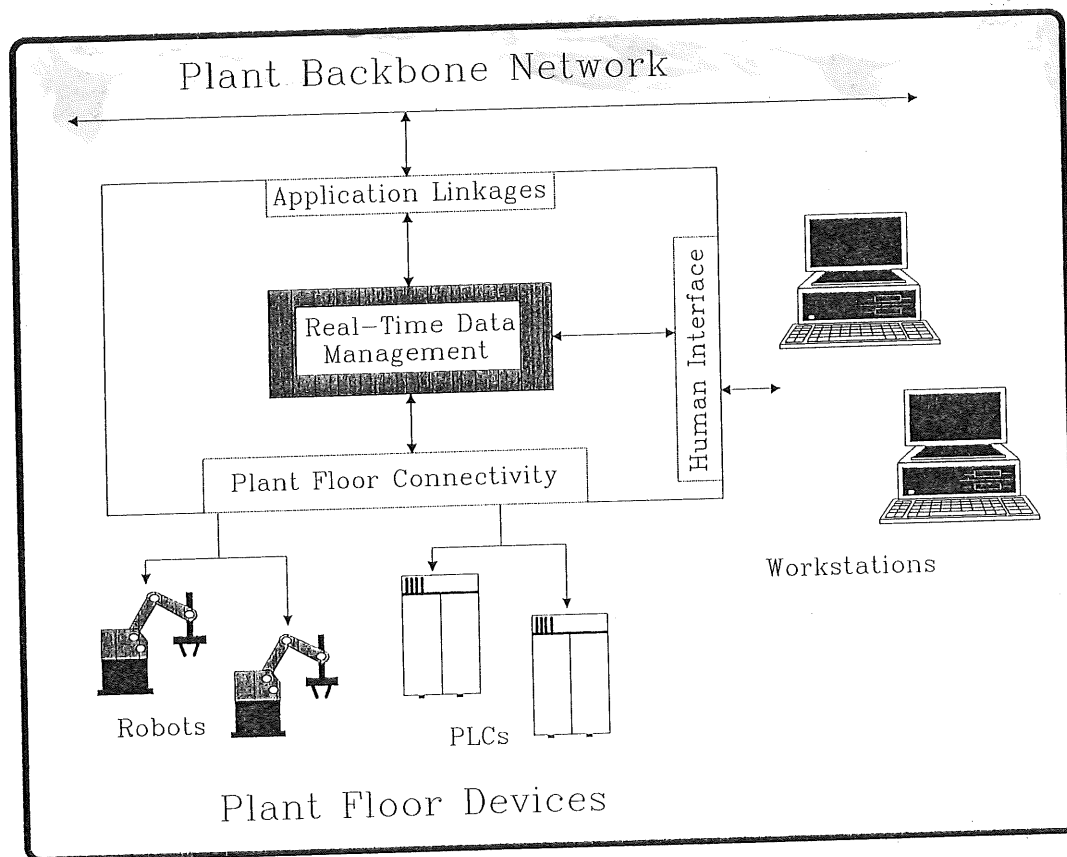 Plant Backbone Network
Application Linkages
Real-Time Data
Management
Human Interface
Plant Floor Connectivity
Workstations
Robots
PLCs
Plant Floor Devices